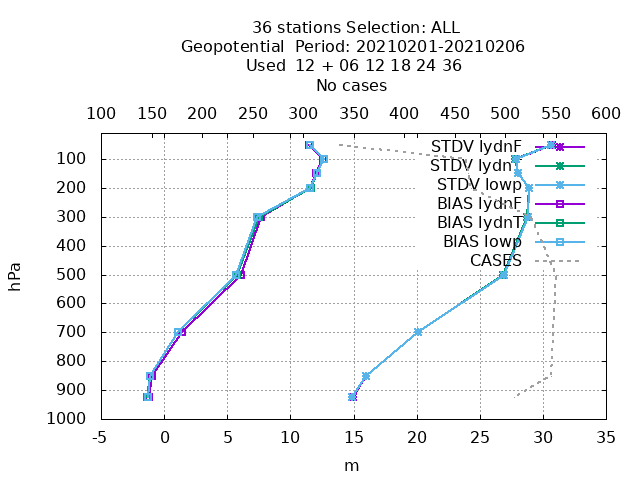 36 stations Selection: ALL
Geopotential  Period: 20210201-20210206
Used  12 + 06 12 18 24 36
No cases
100 150 200 250 300 350 400 450 500 550 600
STDV lydnF
STDV lydn
STDV lowp
BIAS lydnF
BIAS lydnT
BIAS lowp
CASES
100
200
300
400
500
600
700
800
900
1000
hPa
-5 0 5 10 15 20 25 30 35
m